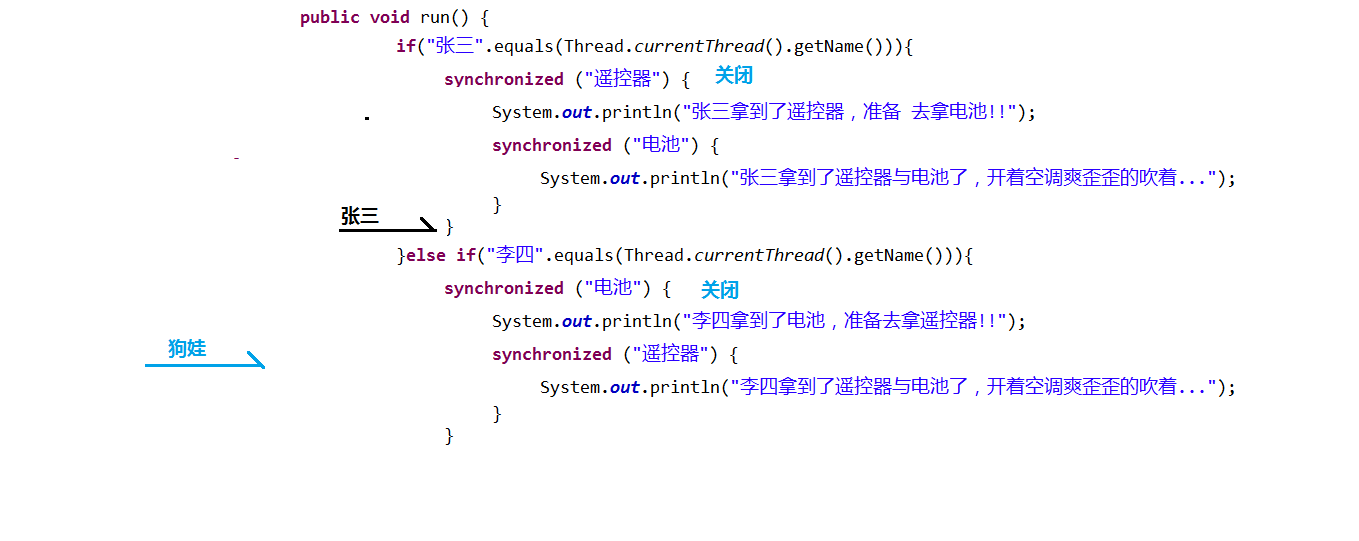 public void run() {
if("张三".equals(Thread.currentThread().getName())){
synchronized ("遥控器") { 关闭
System.out.println("张三拿到了遥控器，准备 去拿电池!!");
synchronized ("电池") {
System.out.println("张三拿到了遥控器与电池了，开着空调爽歪歪的吹着...");
}
张三 }
}else if("李四".equals(Thread.currentThread().getName())){
synchronized ("电池") { 关闭
System.out.println("李四拿到了电池，准备去拿遥控器!!");
狗娃 synchronized ("遥控器") {
System.out.println("李四拿到了遥控器与电池了，开着空调爽歪歪的吹着...");
}
}